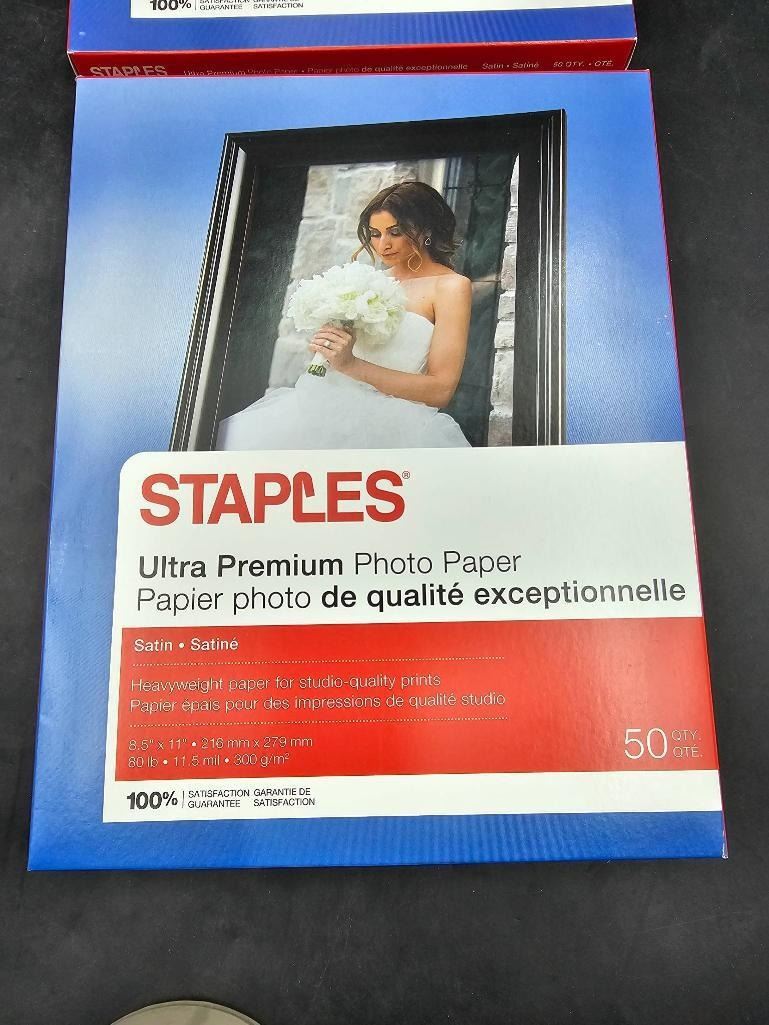 100% SATISFACTION GARANTIE DE
GUARANTEE SATISFACTION
STAPLES Ultra Premium Photo Paper • Papier photo de qualité exceptionnelle Satin • Satiné 50 QTY. • QTÉ.
STAPLES®
Ultra Premium Photo Paper
Papier photo de qualité exceptionnelle
Satin • Satiné
Heavyweight paper for studio-quality prints
Papier épais pour des impressions de qualité studio
8.5" x 11" • 216 mm x 279 mm
80 lb • 11.5 mil • 300 g/m²
50 QTY.
QTÉ.
100% SATISFACTION GARANTIE DE
GUARANTEE SATISFACTION